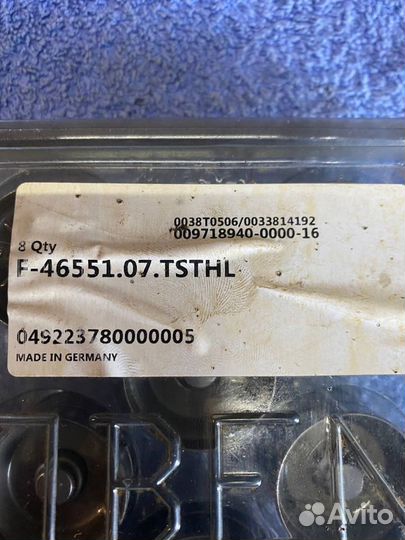 0038T0506/0033814192
009718940-0000-16
8 Qty
F-46551.07.TSTHL
049223780000005
MADE IN GERMANY
Avito